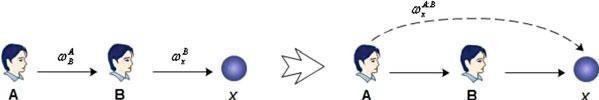 ω_B^A ω_x^B ω_x^{A:B}
A B x A B x